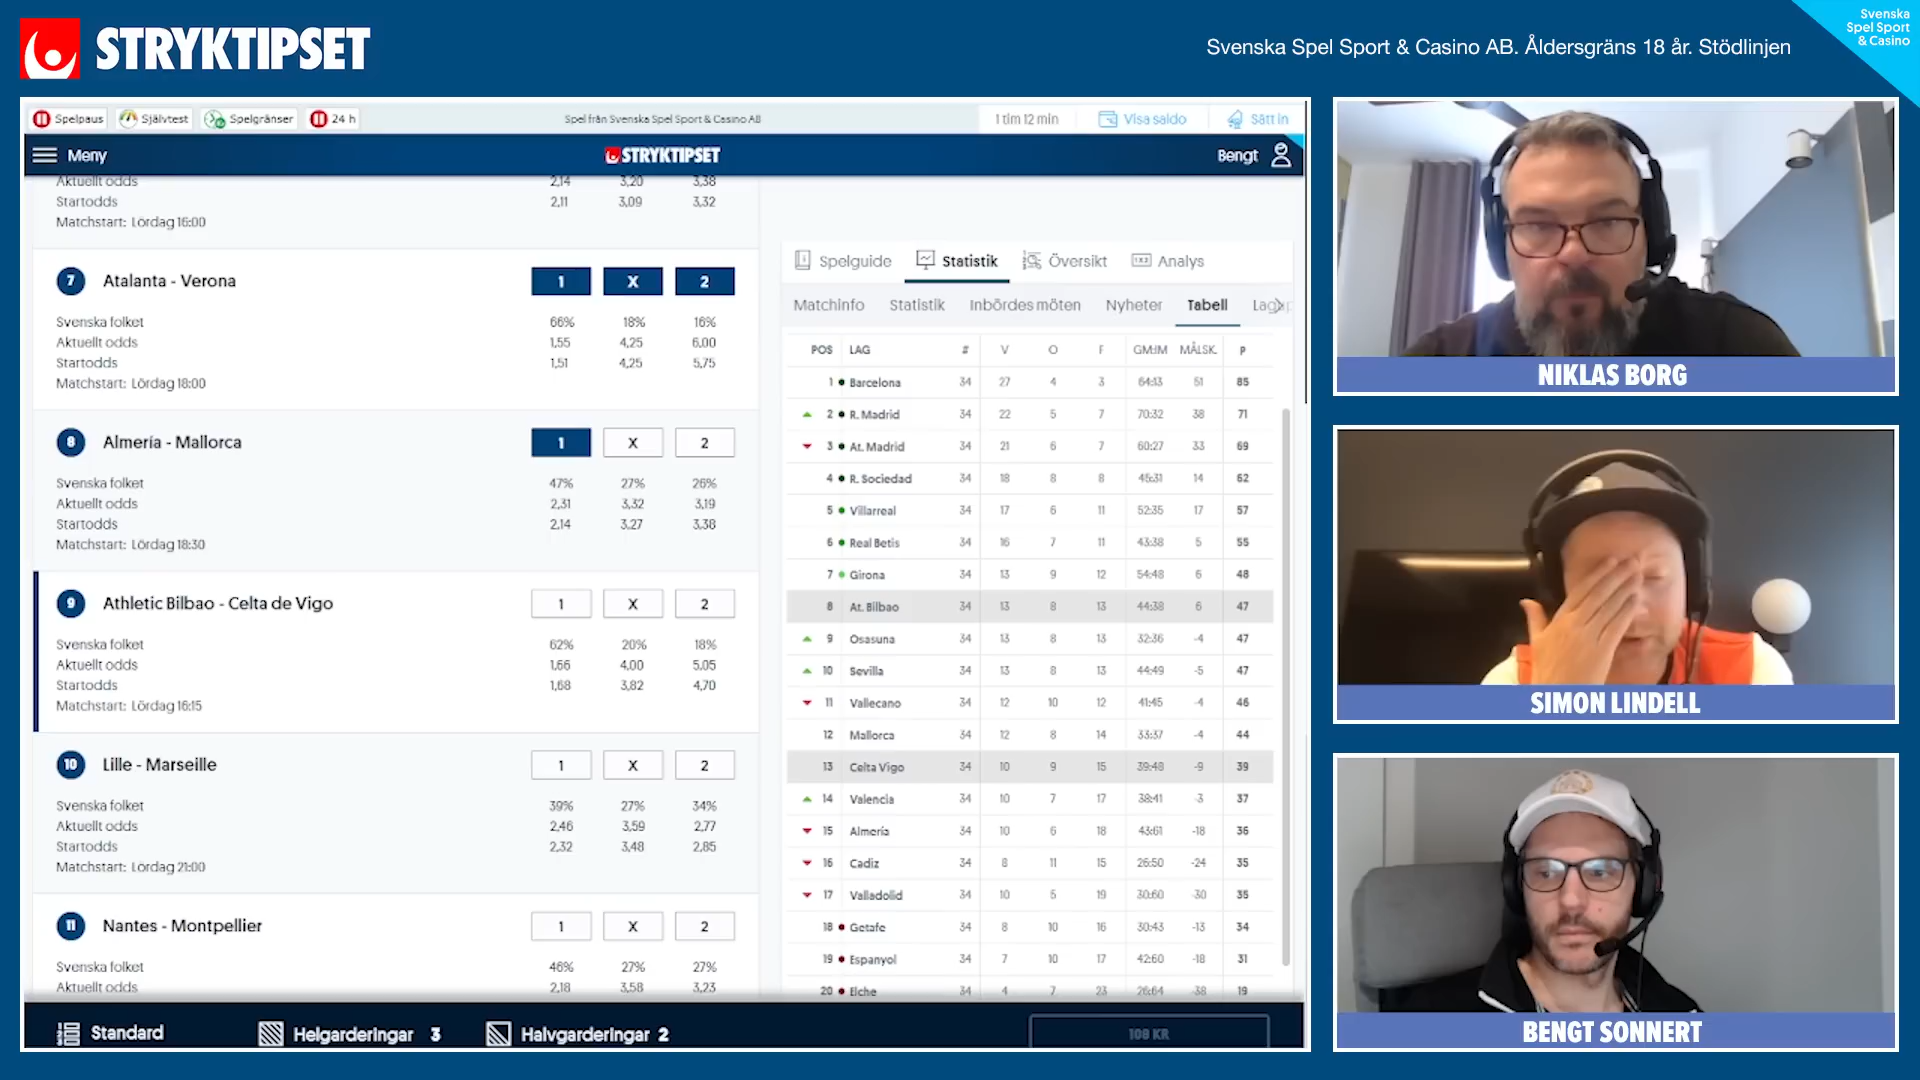 STRYKTIPSET
Svenska Spel Sport & Casino AB. Åldersgräns 18 år. Stödlinjen
Svenska
Spel Sport
& Casino
Spelpaus Självtest Spelgränser 24 h
Spel från Svenska Spel Sport & Casino AB
1 tim 12 min Visa saldo Sätt in
Meny
STRYKTIPSET
Bengt
Aktuellt odds 2,14 3,20 3,38
Startodds 2,11 3,09 3,32
Matchstart: Lördag 16:00
7 Atalanta - Verona 1 X 2
Svenska folket 66% 18% 16%
Aktuellt odds 1,55 4,25 6,00
Startodds 1,51 4,25 5,75
Matchstart: Lördag 18:00
8 Almería - Mallorca 1 X 2
Svenska folket 47% 27% 26%
Aktuellt odds 2,31 3,32 3,19
Startodds 2,14 3,27 3,38
Matchstart: Lördag 18:30
9 Athletic Bilbao - Celta de Vigo 1 X 2
Svenska folket 62% 20% 18%
Aktuellt odds 1,66 4,00 5,05
Startodds 1,68 3,82 4,70
Matchstart: Lördag 16:15
10 Lille - Marseille 1 X 2
Svenska folket 39% 27% 34%
Aktuellt odds 2,46 3,59 2,77
Startodds 2,32 3,48 2,85
Matchstart: Lördag 21:00
11 Nantes - Montpellier 1 X 2
Svenska folket 46% 27% 27%
Aktuellt odds 2,18 3,58 3,23
Spelguide Statistik Översikt Analys
Matchinfo Statistik Inbördes möten Nyheter Tabell
POS LAG # V O F GM:IM MÅLSK. P
1 Barcelona 34 27 4 3 64:13 51 85
2 R. Madrid 34 22 5 7 70:32 38 71
3 At. Madrid 34 21 6 7 60:27 33 69
4 R. Sociedad 34 18 8 8 45:31 14 62
5 Villarreal 34 17 6 11 52:35 17 57
6 Real Betis 34 16 7 11 43:38 5 55
7 Girona 34 13 9 12 54:48 6 48
8 At. Bilbao 34 13 8 13 44:38 6 47
9 Osasuna 34 13 8 13 32:36 -4 47
10 Sevilla 34 13 8 13 44:49 -5 47
11 Vallecano 34 12 10 12 41:45 -4 46
12 Mallorca 34 12 8 14 33:37 -4 44
13 Celta Vigo 34 10 9 15 39:48 -9 39
14 Valencia 34 10 7 17 38:41 -3 37
15 Almería 34 10 6 18 43:61 -18 36
16 Cadiz 34 8 11 15 26:50 -24 35
17 Valladolid 34 10 5 19 30:60 -30 35
18 Getafe 34 8 10 16 30:43 -13 34
19 Espanyol 34 7 10 17 42:60 -18 31
20 Elche 34 4 7 23 26:64 -38 19
Standard Helgarderingar 3 Halvgarderingar 2 108 KR
NIKLAS BORG
SIMON LINDELL
BENGT SONNERT